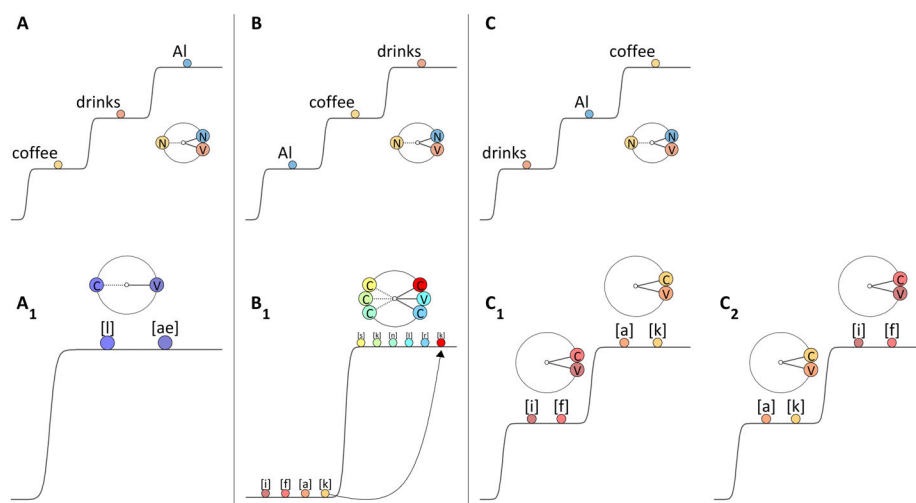 A
B
C
Al
drinks
coffee
N
N
V
drinks
coffee
Al
N
N
V
coffee
Al
drinks
N
N
V
A1
C
V
[l]
[ae]
B1
C
C
C
C
V
C
[s]
[k]
[n]
[l]
[r]
[k]
[i]
[f]
[a]
[k]
C1
C
V
[a]
[k]
C
V
[i]
[f]
C2
C
V
[i]
[f]
C
V
[a]
[k]